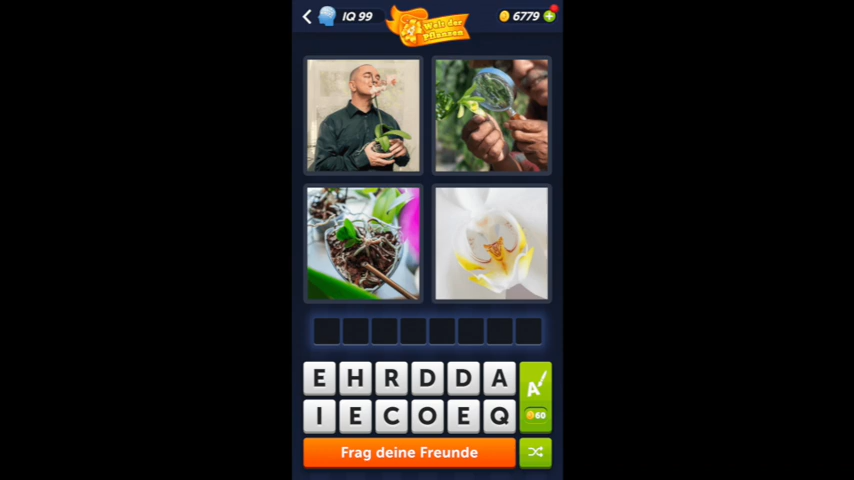 IQ 99
Welt der
Pflanzen
6779
E H R D D A
I E C O E Q
A
60
Frag deine Freunde